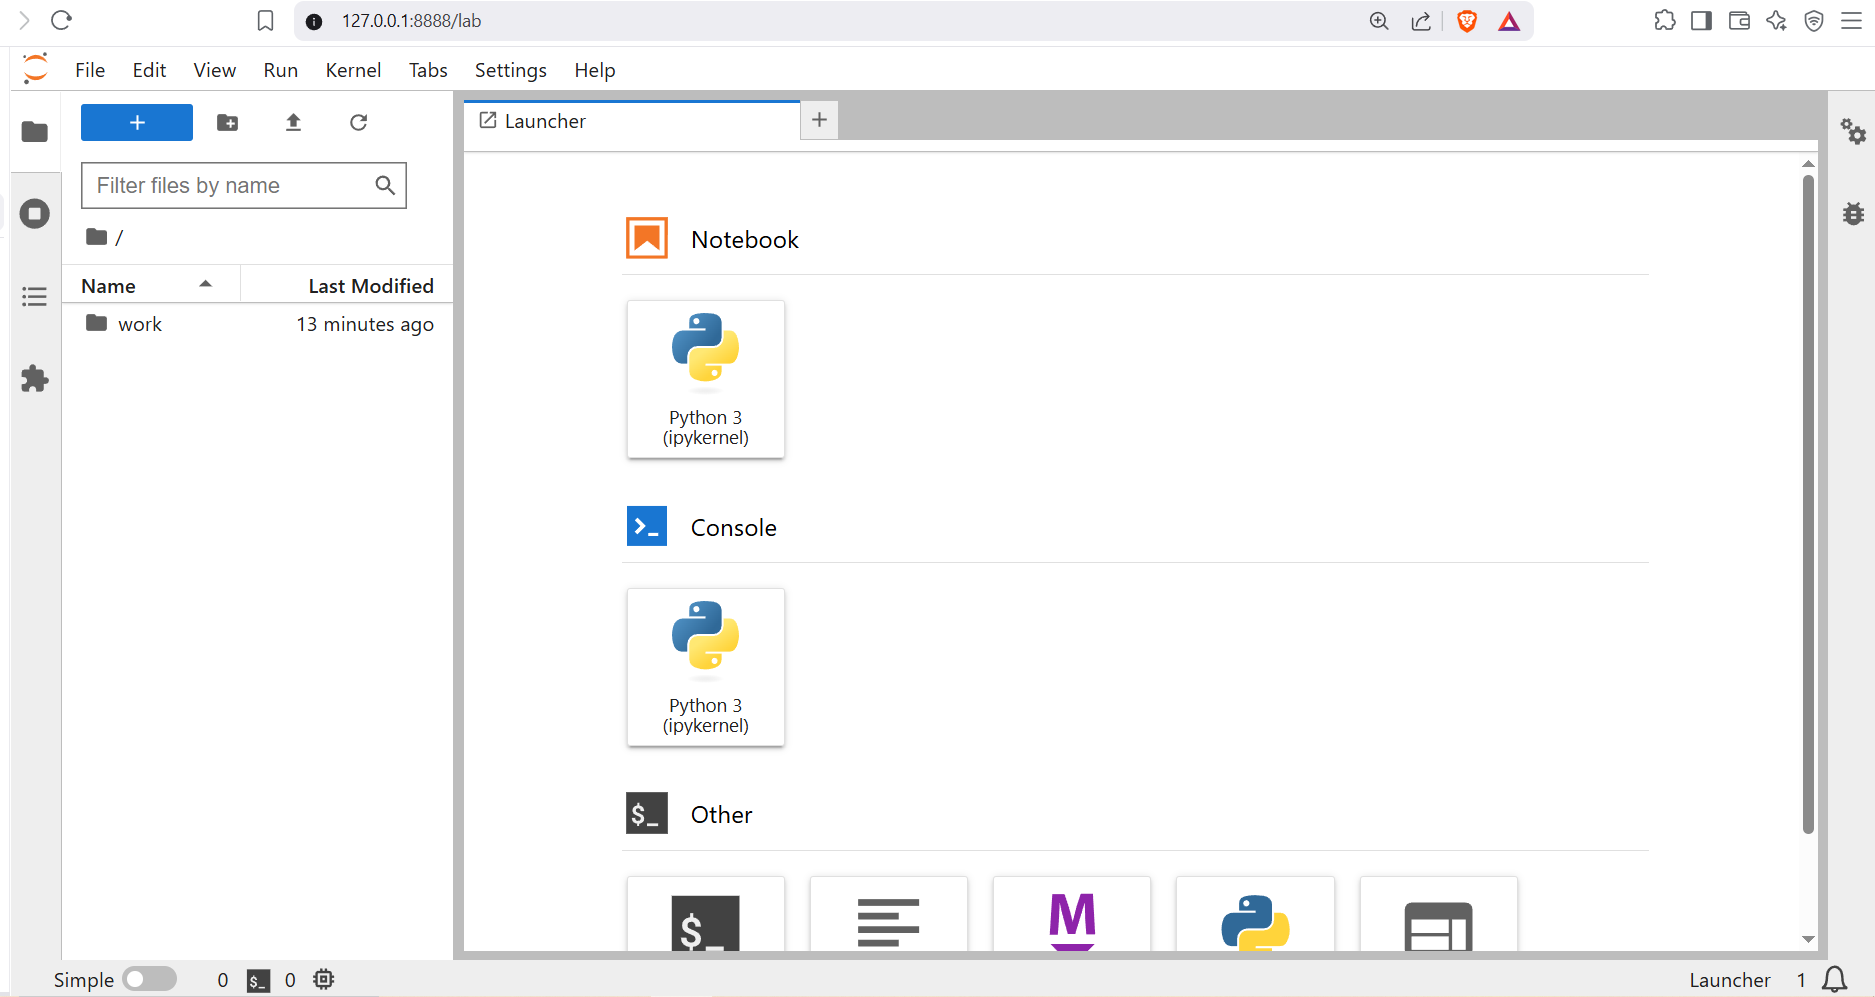 127.0.0.1:8888/lab
File Edit View Run Kernel Tabs Settings Help
+
Launcher
+
Filter files by name
/
Name Last Modified
work 13 minutes ago
Notebook
Python 3
(ipykernel)
>_ Console
Python 3
(ipykernel)
$_ Other
$_
M
Simple 0 $_ 0 Launcher 1